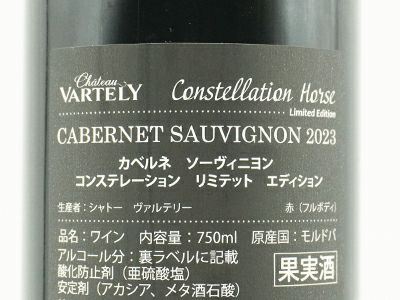 Château VARTELY Constellation Horse
Limited Edition
CABERNET SAUVIGNON 2023
カベルネ ソーヴィニヨン
コンステレーション リミテット エディション
生産者：シャトー ヴァルテリー 赤（フルボディ）
品名：ワイン 内容量：750ml 原産国：モルドバ
アルコール分：裏ラベルに記載
酸化防止剤（亜硫酸塩）
安定剤（アカシア、メタ酒石酸）
果実酒